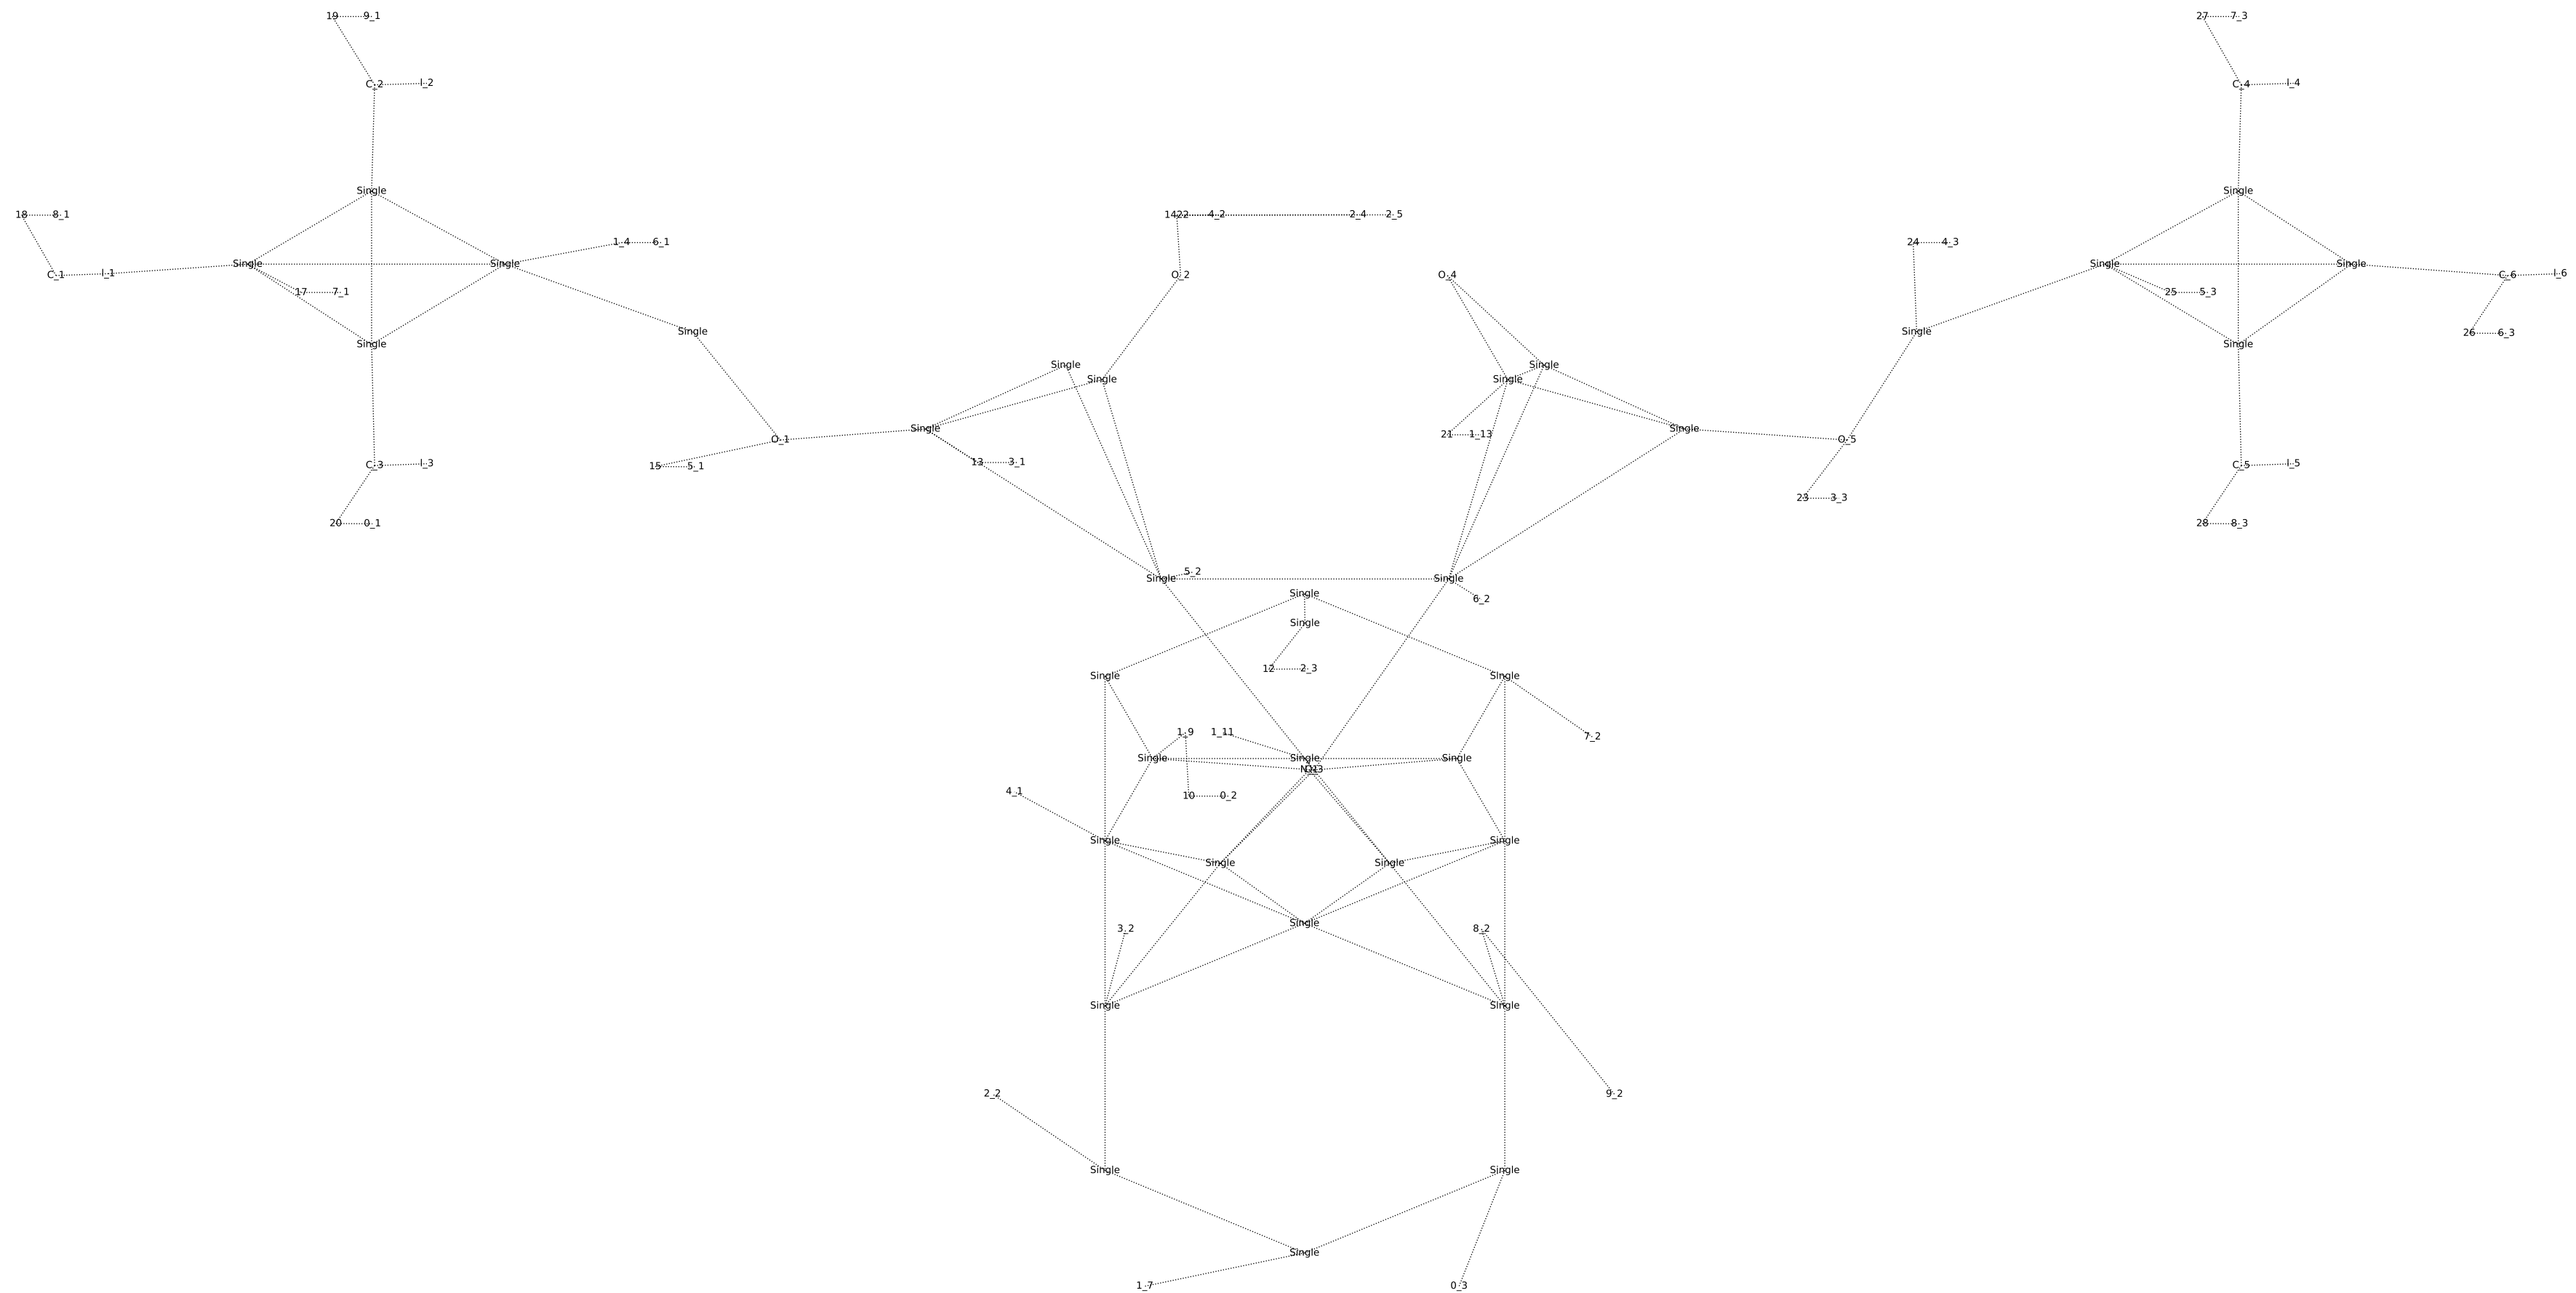 19 9_1
27 7_3
C_2 I_2
C_4 I_4
Single
Single
18 8_1
1422 4_2 2_4 2_5
1_4 6_1
24 4_3
Single Single
Single Single
C_1 I_1
O_2 O_4
C_6 I_6
17 7_1
25 5_3
Single Single
26 6_3
Single Single
Single Single
Single Single
Single Single
O_1 O_5
21 1_13
13 3_1
C_3 I_3
C_5 I_5
15 5_1
23 3_3
20 0_1
28 8_3
5_2
Single Single
Single
6_2
Single
12 2_3
Single Single
1_9 1_11
7_2
Single Single Single
4_1
10 0_2
Single Single
Single Single
Single
3_2 8_2
Single Single
2_2 9_2
Single Single
Single
1_7 0_3